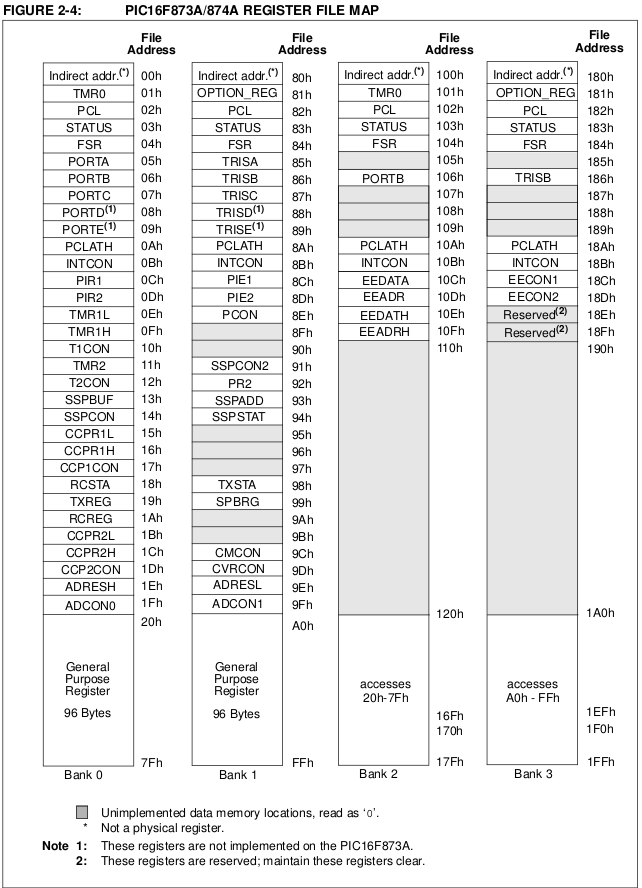 FIGURE 2-4: PIC16F873A/874A REGISTER FILE MAP
File Address File Address File Address File Address
Indirect addr.(*) 00h Indirect addr.(*) 80h Indirect addr.(*) 100h Indirect addr.(*) 180h
TMR0 01h OPTION_REG 81h TMR0 101h OPTION_REG 181h
PCL 02h PCL 82h PCL 102h PCL 182h
STATUS 03h STATUS 83h STATUS 103h STATUS 183h
FSR 04h FSR 84h FSR 104h FSR 184h
PORTA 05h TRISA 85h 105h 185h
PORTB 06h TRISB 86h PORTB 106h TRISB 186h
PORTC 07h TRISC 87h 107h 187h
PORTD(1) 08h TRISD(1) 88h 108h 188h
PORTE(1) 09h TRISE(1) 89h 109h 189h
PCLATH 0Ah PCLATH 8Ah PCLATH 10Ah PCLATH 18Ah
INTCON 0Bh INTCON 8Bh INTCON 10Bh INTCON 18Bh
PIR1 0Ch PIE1 8Ch EEDATA 10Ch EECON1 18Ch
PIR2 0Dh PIE2 8Dh EEADR 10Dh EECON2 18Dh
TMR1L 0Eh PCON 8Eh EEDATH 10Eh Reserved(2) 18Eh
TMR1H 0Fh 8Fh EEADRH 10Fh Reserved(2) 18Fh
T1CON 10h 90h 110h 190h
TMR2 11h SSPCON2 91h
T2CON 12h PR2 92h
SSPBUF 13h SSPADD 93h
SSPCON 14h SSPSTAT 94h
CCPR1L 15h 95h
CCPR1H 16h 96h
CCP1CON 17h 97h
RCSTA 18h TXSTA 98h
TXREG 19h SPBRG 99h
RCREG 1Ah 9Ah
CCPR2L 1Bh 9Bh
CCPR2H 1Ch CMCON 9Ch
CCP2CON 1Dh CVRCON 9Dh
ADRESH 1Eh ADRESL 9Eh
ADCON0 1Fh ADCON1 9Fh
20h A0h 120h 1A0h
General General
Purpose Purpose accesses accesses
Register Register 20h-7Fh A0h - FFh
96 Bytes 96 Bytes 16Fh 1EFh
170h 1F0h
7Fh FFh 17Fh 1FFh
Bank 0 Bank 1 Bank 2 Bank 3
Unimplemented data memory locations, read as '0'.
* Not a physical register.
Note 1: These registers are not implemented on the PIC16F873A.
2: These registers are reserved; maintain these registers clear.